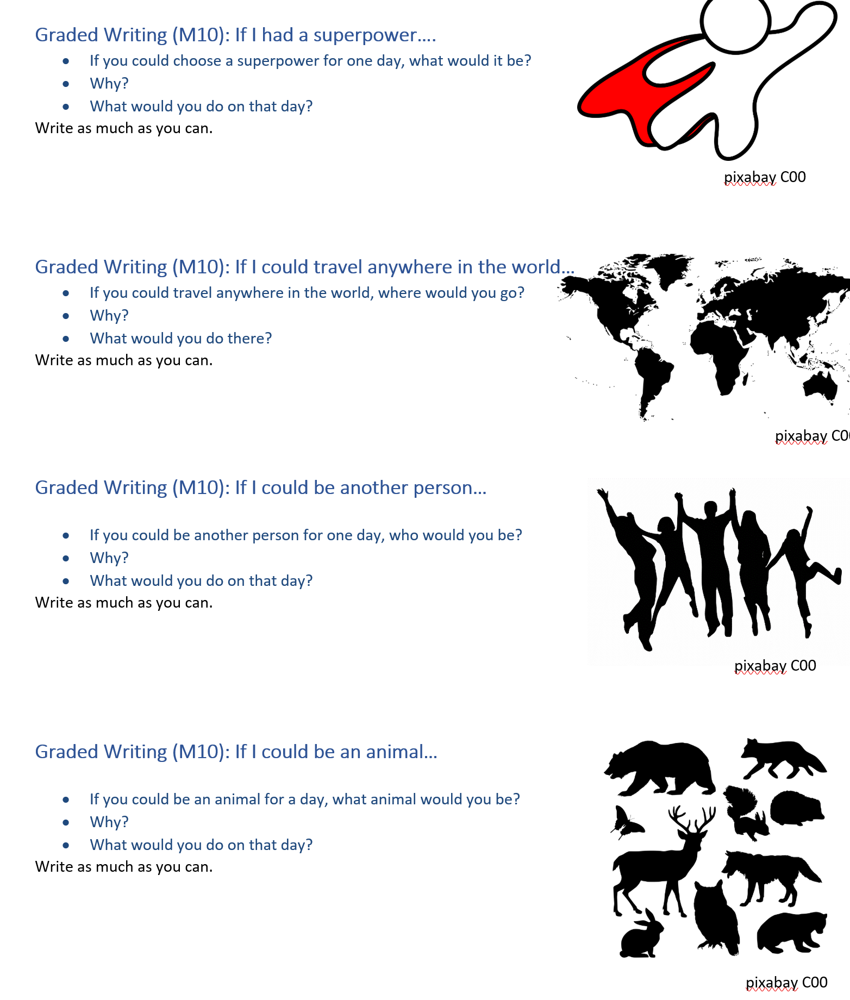 Graded Writing (M10): If I had a superpower....
• If you could choose a superpower for one day, what would it be?
• Why?
• What would you do on that day?
Write as much as you can.
pixabay C00
Graded Writing (M10): If I could travel anywhere in the world...
• If you could travel anywhere in the world, where would you go?
• Why?
• What would you do there?
Write as much as you can.
pixabay C00
Graded Writing (M10): If I could be another person...
• If you could be another person for one day, who would you be?
• Why?
• What would you do on that day?
Write as much as you can.
pixabay C00
Graded Writing (M10): If I could be an animal...
• If you could be an animal for a day, what animal would you be?
• Why?
• What would you do on that day?
Write as much as you can.
pixabay C00